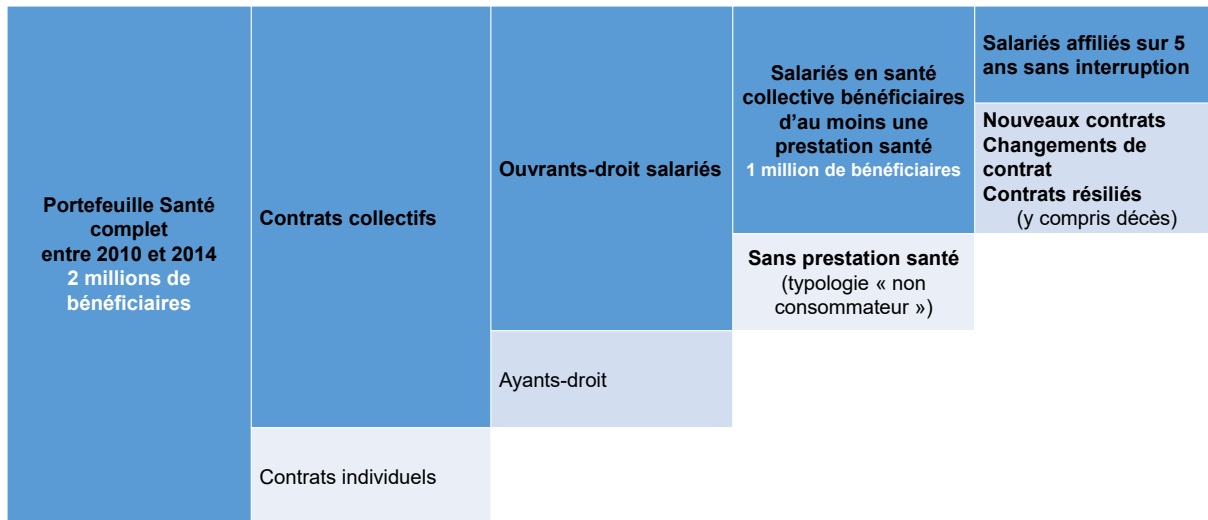 Portefeuille Santé
complet
entre 2010 et 2014
2 millions de
bénéficiaires
Contrats collectifs
Contrats individuels
Ouvrants-droit salariés
Ayants-droit
Salariés en santé
collective bénéficiaires
d’au moins une
prestation santé
1 million de bénéficiaires
Sans prestation santé
(typologie « non
consommateur »)
Salariés affiliés sur 5
ans sans interruption
Nouveaux contrats
Changements de
contrat
Contrats résiliés
(y compris décès)